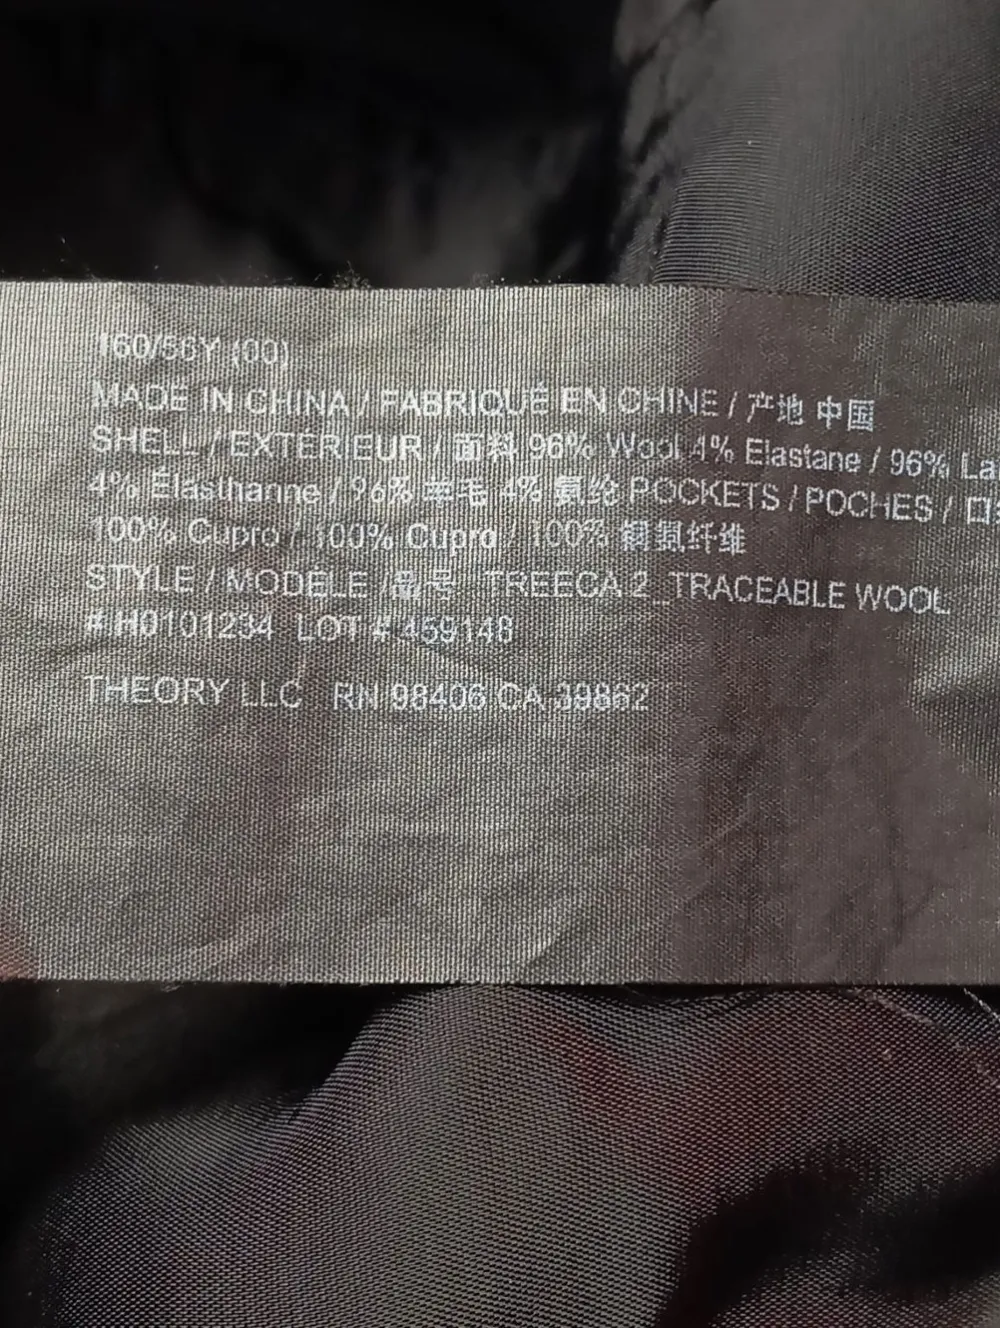 160/66Y (00)
MADE IN CHINA / FABRIQUÉ EN CHINE / 产地 中国
SHELL / EXTÉRIEUR / 面料 96% Wool 4% Elastane / 96% La
4% Élasthanne / 96% 羊毛 4% 氨纶 POCKETS / POCHES / 口
100% Cupro / 100% Cupro / 100% 铜氨纤维
STYLE / MODÈLE /品号 TREECA 2_TRACEABLE WOOL
# H0101234 LOT # 459148
THEORY LLC RN 98406 CA 39862